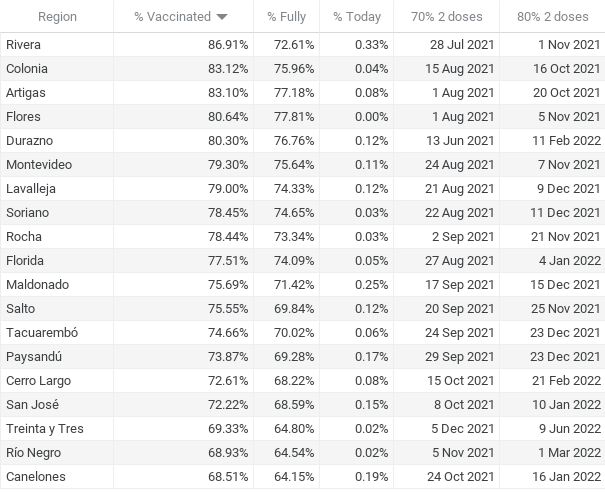 Region % Vaccinated % Fully % Today 70% 2 doses 80% 2 doses
Rivera 86.91% 72.61% 0.33% 28 Jul 2021 1 Nov 2021
Colonia 83.12% 75.96% 0.04% 15 Aug 2021 16 Oct 2021
Artigas 83.10% 77.18% 0.08% 1 Aug 2021 20 Oct 2021
Flores 80.64% 77.81% 0.00% 1 Aug 2021 5 Nov 2021
Durazno 80.30% 76.76% 0.12% 13 Jun 2021 11 Feb 2022
Montevideo 79.30% 75.64% 0.11% 24 Aug 2021 7 Nov 2021
Lavalleja 79.00% 74.33% 0.12% 21 Aug 2021 9 Dec 2021
Soriano 78.45% 74.65% 0.03% 22 Aug 2021 11 Dec 2021
Rocha 78.44% 73.34% 0.03% 2 Sep 2021 21 Nov 2021
Florida 77.51% 74.09% 0.05% 27 Aug 2021 4 Jan 2022
Maldonado 75.69% 71.42% 0.25% 17 Sep 2021 15 Dec 2021
Salto 75.55% 69.84% 0.12% 20 Sep 2021 25 Nov 2021
Tacuarembó 74.66% 70.02% 0.06% 24 Sep 2021 23 Dec 2021
Paysandú 73.87% 69.28% 0.17% 29 Sep 2021 23 Dec 2021
Cerro Largo 72.61% 68.22% 0.08% 15 Oct 2021 21 Feb 2022
San José 72.22% 68.59% 0.15% 8 Oct 2021 10 Jan 2022
Treinta y Tres 69.33% 64.80% 0.02% 5 Dec 2021 9 Jun 2022
Río Negro 68.93% 64.54% 0.02% 5 Nov 2021 1 Mar 2022
Canelones 68.51% 64.15% 0.19% 24 Oct 2021 16 Jan 2022